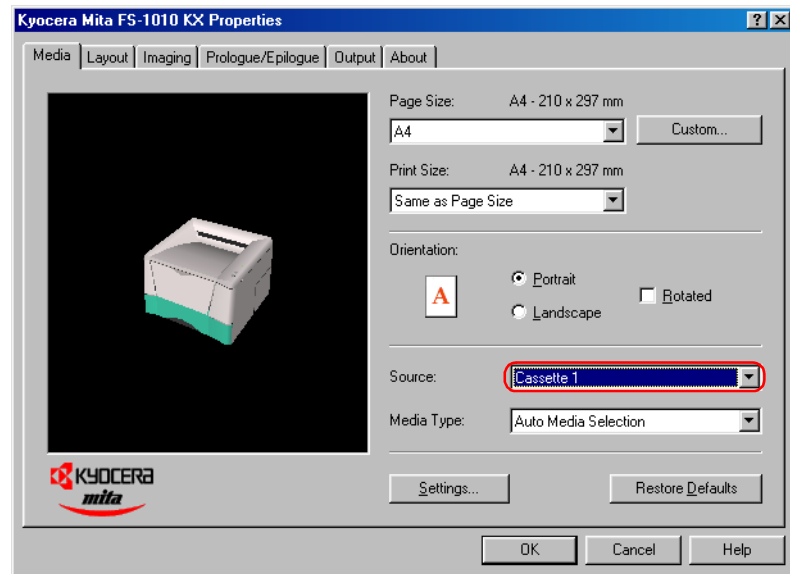 Kyocera Mita FS-1010 KX Properties
Media Layout Imaging Prologue/Epilogue Output About
Page Size: A4 - 210 x 297 mm
A4 Custom...
Print Size: A4 - 210 x 297 mm
Same as Page Size
Orientation:
A Portrait Rotated
Landscape
Source: Cassette 1
Media Type: Auto Media Selection
KYOCERA
mita
Settings... Restore Defaults
OK Cancel Help